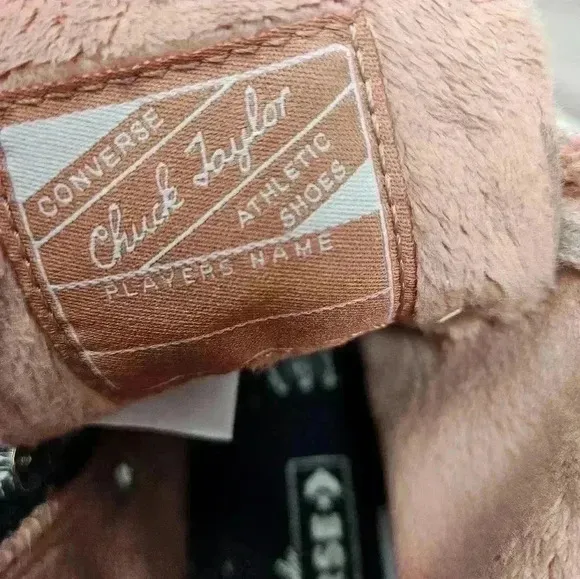 CONVERSE
Chuck Taylor
ATHLETIC
SHOES
PLAYERS NAME